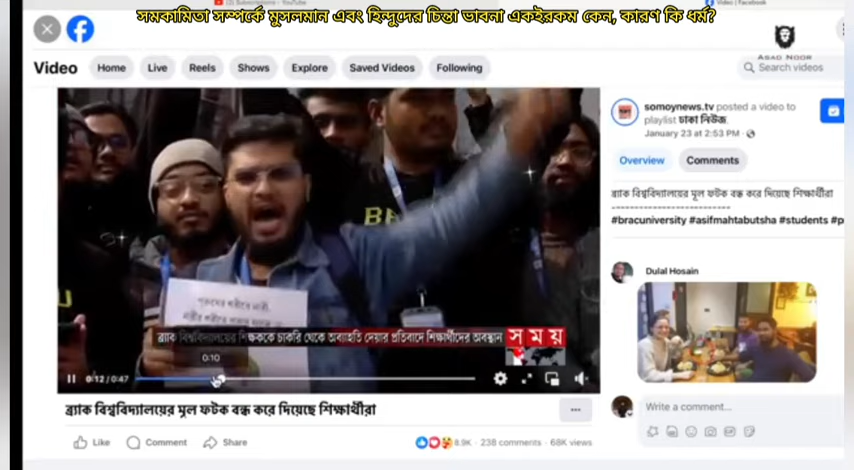 Subscriptions - YouTube
Video | Facebook
সমকামিতা সম্পর্কে মুসলমান এবং হিন্দুদের চিন্তা ভাবনা একইরকম কেন, কারণ কি ধর্ম?
ASAD NOOR
Video Home Live Reels Shows Explore Saved Videos Following
Search videos
somoynews.tv posted a video to
playlist ঢাকা নিউজ.
January 23 at 2:53 PM
Overview Comments
ব্র্যাক বিশ্ববিদ্যালয়ের মূল ফটক বন্ধ করে দিয়েছে শিক্ষার্থীরা
-------------------------
#bracuniversity #asifmahtabutsha #students #p
পুরুষের শরীরে নারী,
ব্র্যাক বিশ্ববিদ্যালয়ের শিক্ষককে চাকরি থেকে অব্যাহতি দেয়ার প্রতিবাদে শিক্ষার্থীদের অবস্থান
সময়
0:10
0:12 / 0:47
Dulal Hosain
Write a comment...
ব্র্যাক বিশ্ববিদ্যালয়ের মূল ফটক বন্ধ করে দিয়েছে শিক্ষার্থীরা
Like Comment Share
8.9K · 238 comments · 68K views